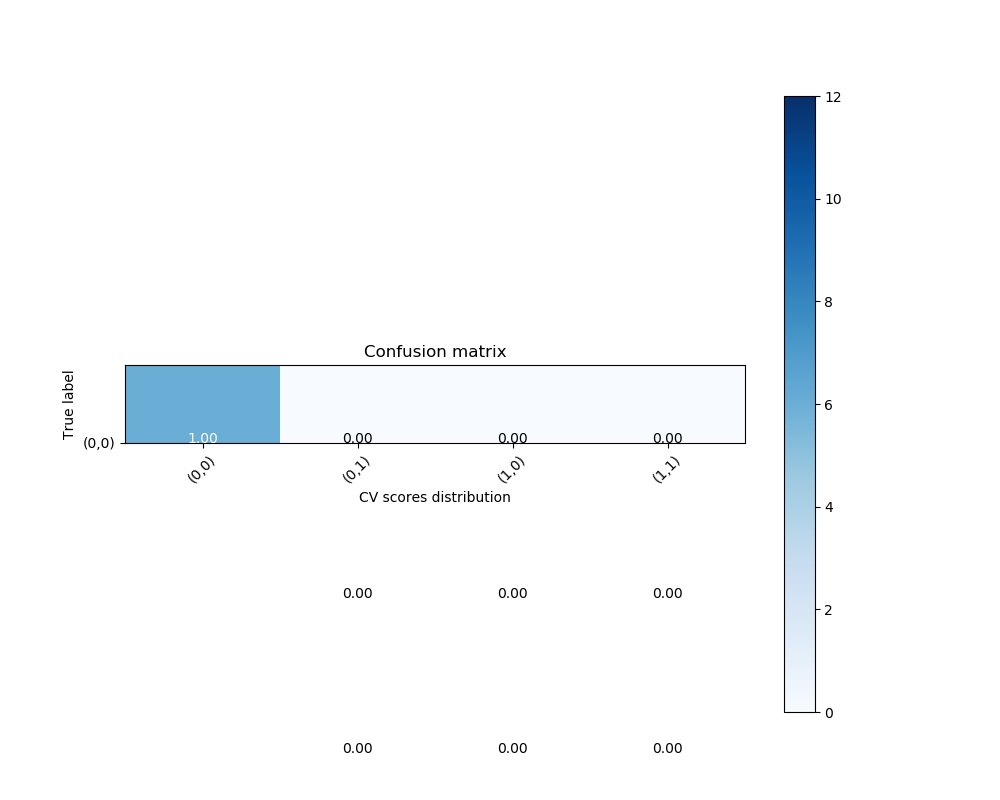 12
10
8
6
4
2
0
Confusion matrix
True label
(0,0)
1.00 0.00 0.00 0.00
(0,0) (0,1) (1,0) (1,1)
CV scores distribution
0.00 0.00 0.00
0.00 0.00 0.00